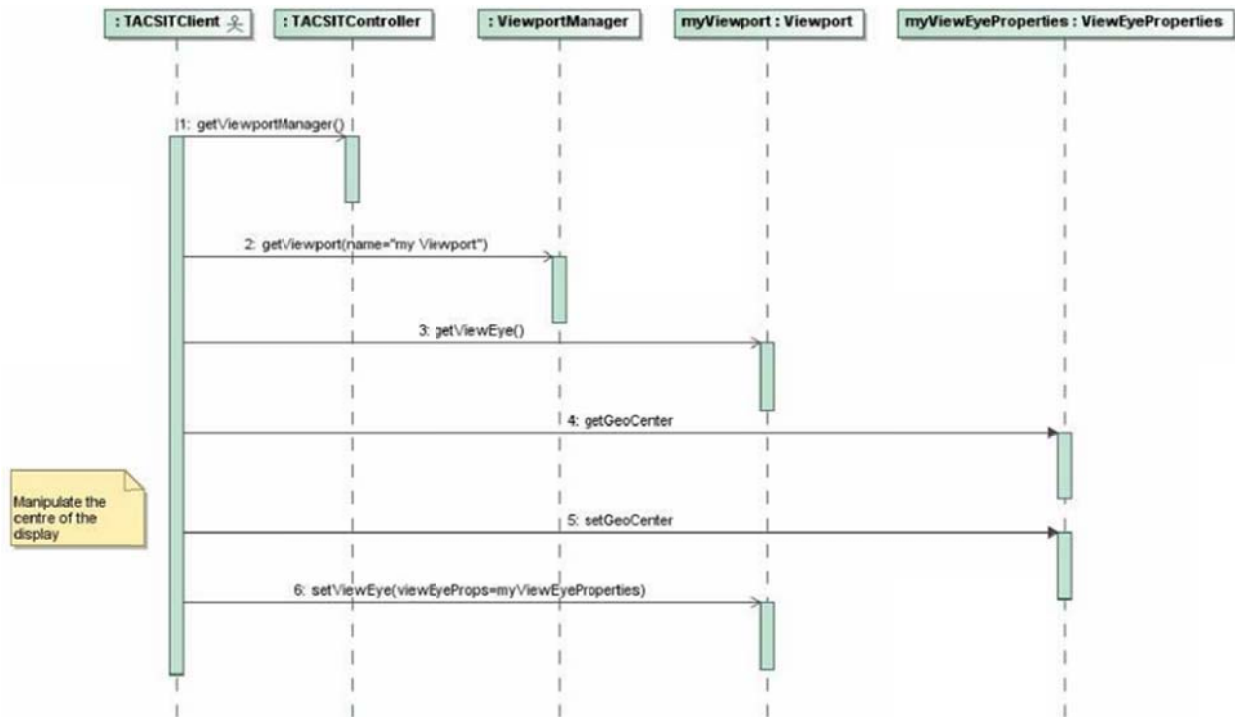 : TACSITClient
: TACSITController
: ViewportManager
myViewport : Viewport
myViewEyeProperties : ViewEyeProperties
1: getViewportManager()
2: getViewport(name="my Viewport")
3: getViewEye()
4: getGeoCenter
Manipulate the
centre of the
display
5: setGeoCenter
6: setViewEye(viewEyeProps=myViewEyeProperties)